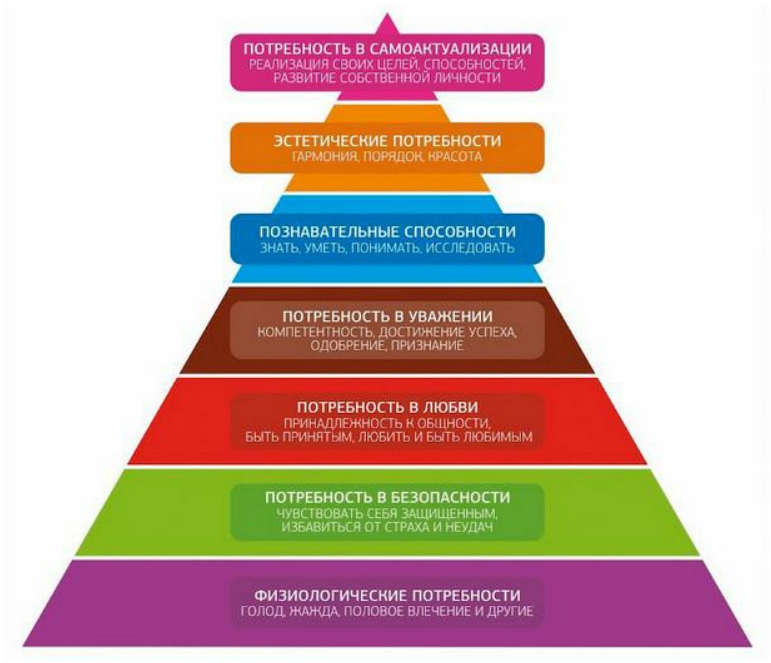 ПОТРЕБНОСТЬ В САМОАКТУАЛИЗАЦИИ
РЕАЛИЗАЦИЯ СВОИХ ЦЕЛЕЙ, СПОСОБНОСТЕЙ,
РАЗВИТИЕ СОБСТВЕННОЙ ЛИЧНОСТИ
ЭСТЕТИЧЕСКИЕ ПОТРЕБНОСТИ
ГАРМОНИЯ, ПОРЯДОК, КРАСОТА
ПОЗНАВАТЕЛЬНЫЕ СПОСОБНОСТИ
ЗНАТЬ, УМЕТЬ, ПОНИМАТЬ, ИССЛЕДОВАТЬ
ПОТРЕБНОСТЬ В УВАЖЕНИИ
КОМПЕТЕНТНОСТЬ, ДОСТИЖЕНИЕ УСПЕХА,
ОДОБРЕНИЕ, ПРИЗНАНИЕ
ПОТРЕБНОСТЬ В ЛЮБВИ
ПРИНАДЛЕЖНОСТЬ К ОБЩНОСТИ,
БЫТЬ ПРИНЯТЫМ, ЛЮБИТЬ И БЫТЬ ЛЮБИМЫМ
ПОТРЕБНОСТЬ В БЕЗОПАСНОСТИ
ЧУВСТВОВАТЬ СЕБЯ ЗАЩИЩЕННЫМ,
ИЗБАВИТЬСЯ ОТ СТРАХА И НЕУДАЧ
ФИЗИОЛОГИЧЕСКИЕ ПОТРЕБНОСТИ
ГОЛОД, ЖАЖДА, ПОЛОВОЕ ВЛЕЧЕНИЕ И ДРУГИЕ